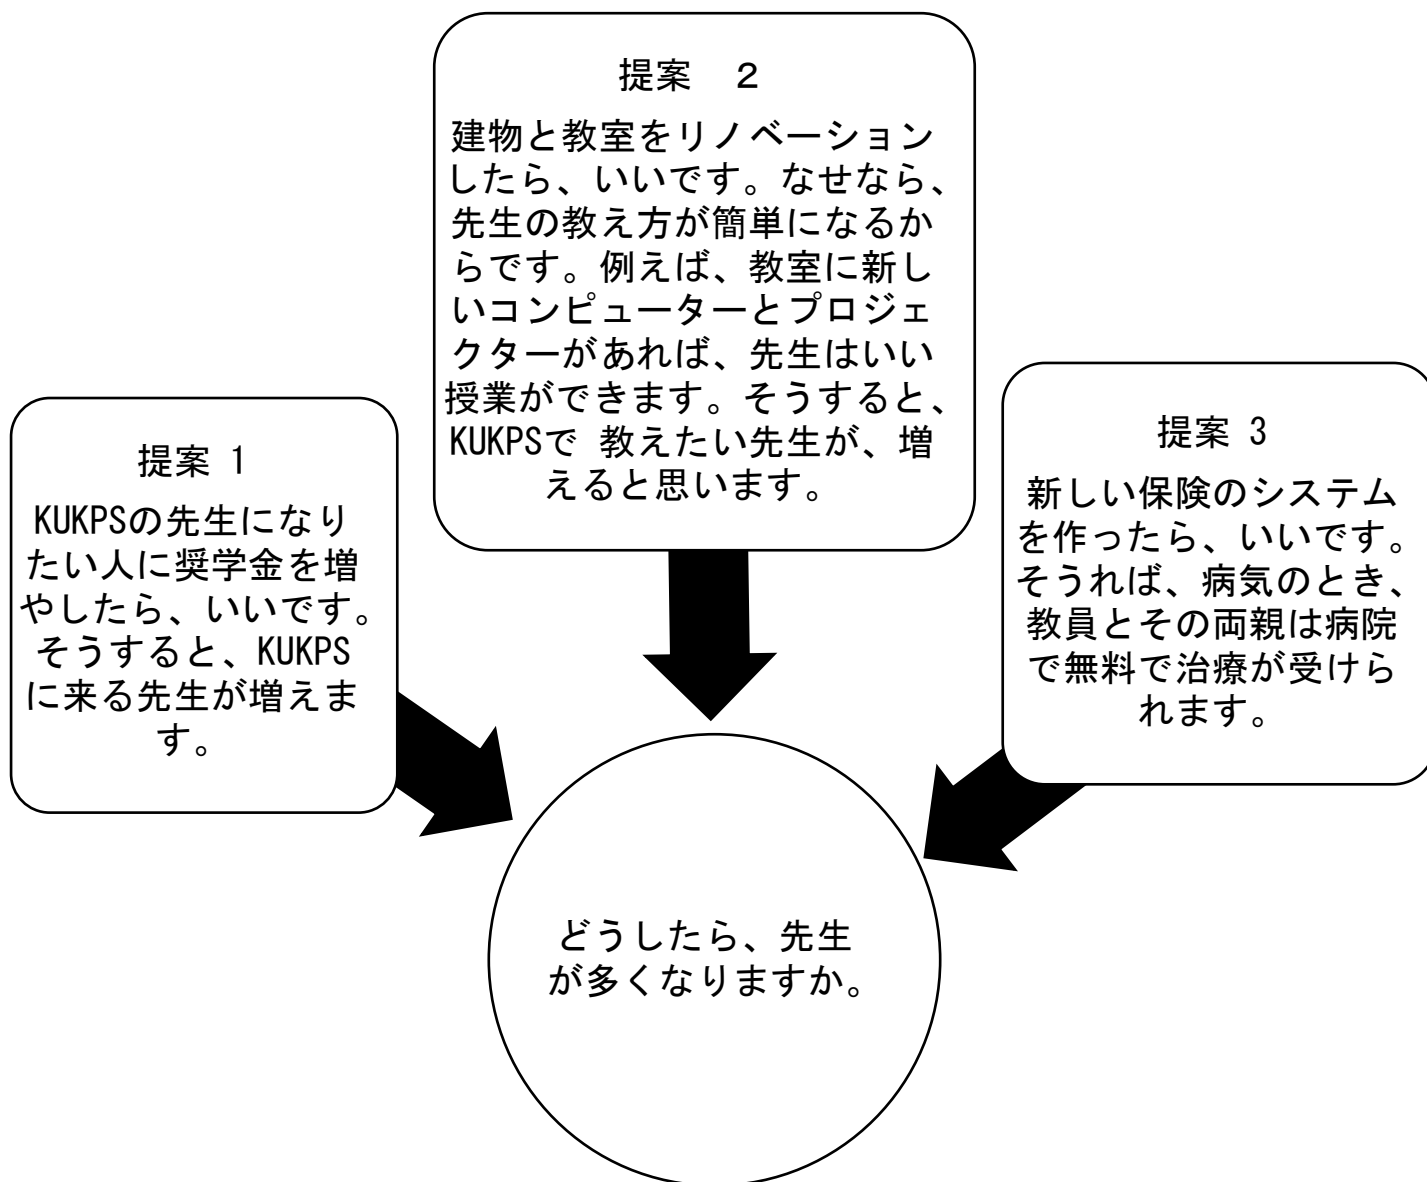 提案　２
建物と教室をリノベーション
したら、いいです。なせなら、
先生の教え方が簡単になるか
らです。例えば、教室に新し
いコンピューターとプロジェ
クターがあれば、先生はいい
授業ができます。そうすると、
KUKPSで 教えたい先生が、増
えると思います。
提案 1
KUKPSの先生になり
たい人に奨学金を増
やしたら、いいです。
そうすると、KUKPS
に来る先生が増えま
す。
提案 3
新しい保険のシステム
を作ったら、いいです。
そうれば、病気のとき、
教員とその両親は病院
で無料で治療が受けら
れます。
どうしたら、先生
が多くなりますか。